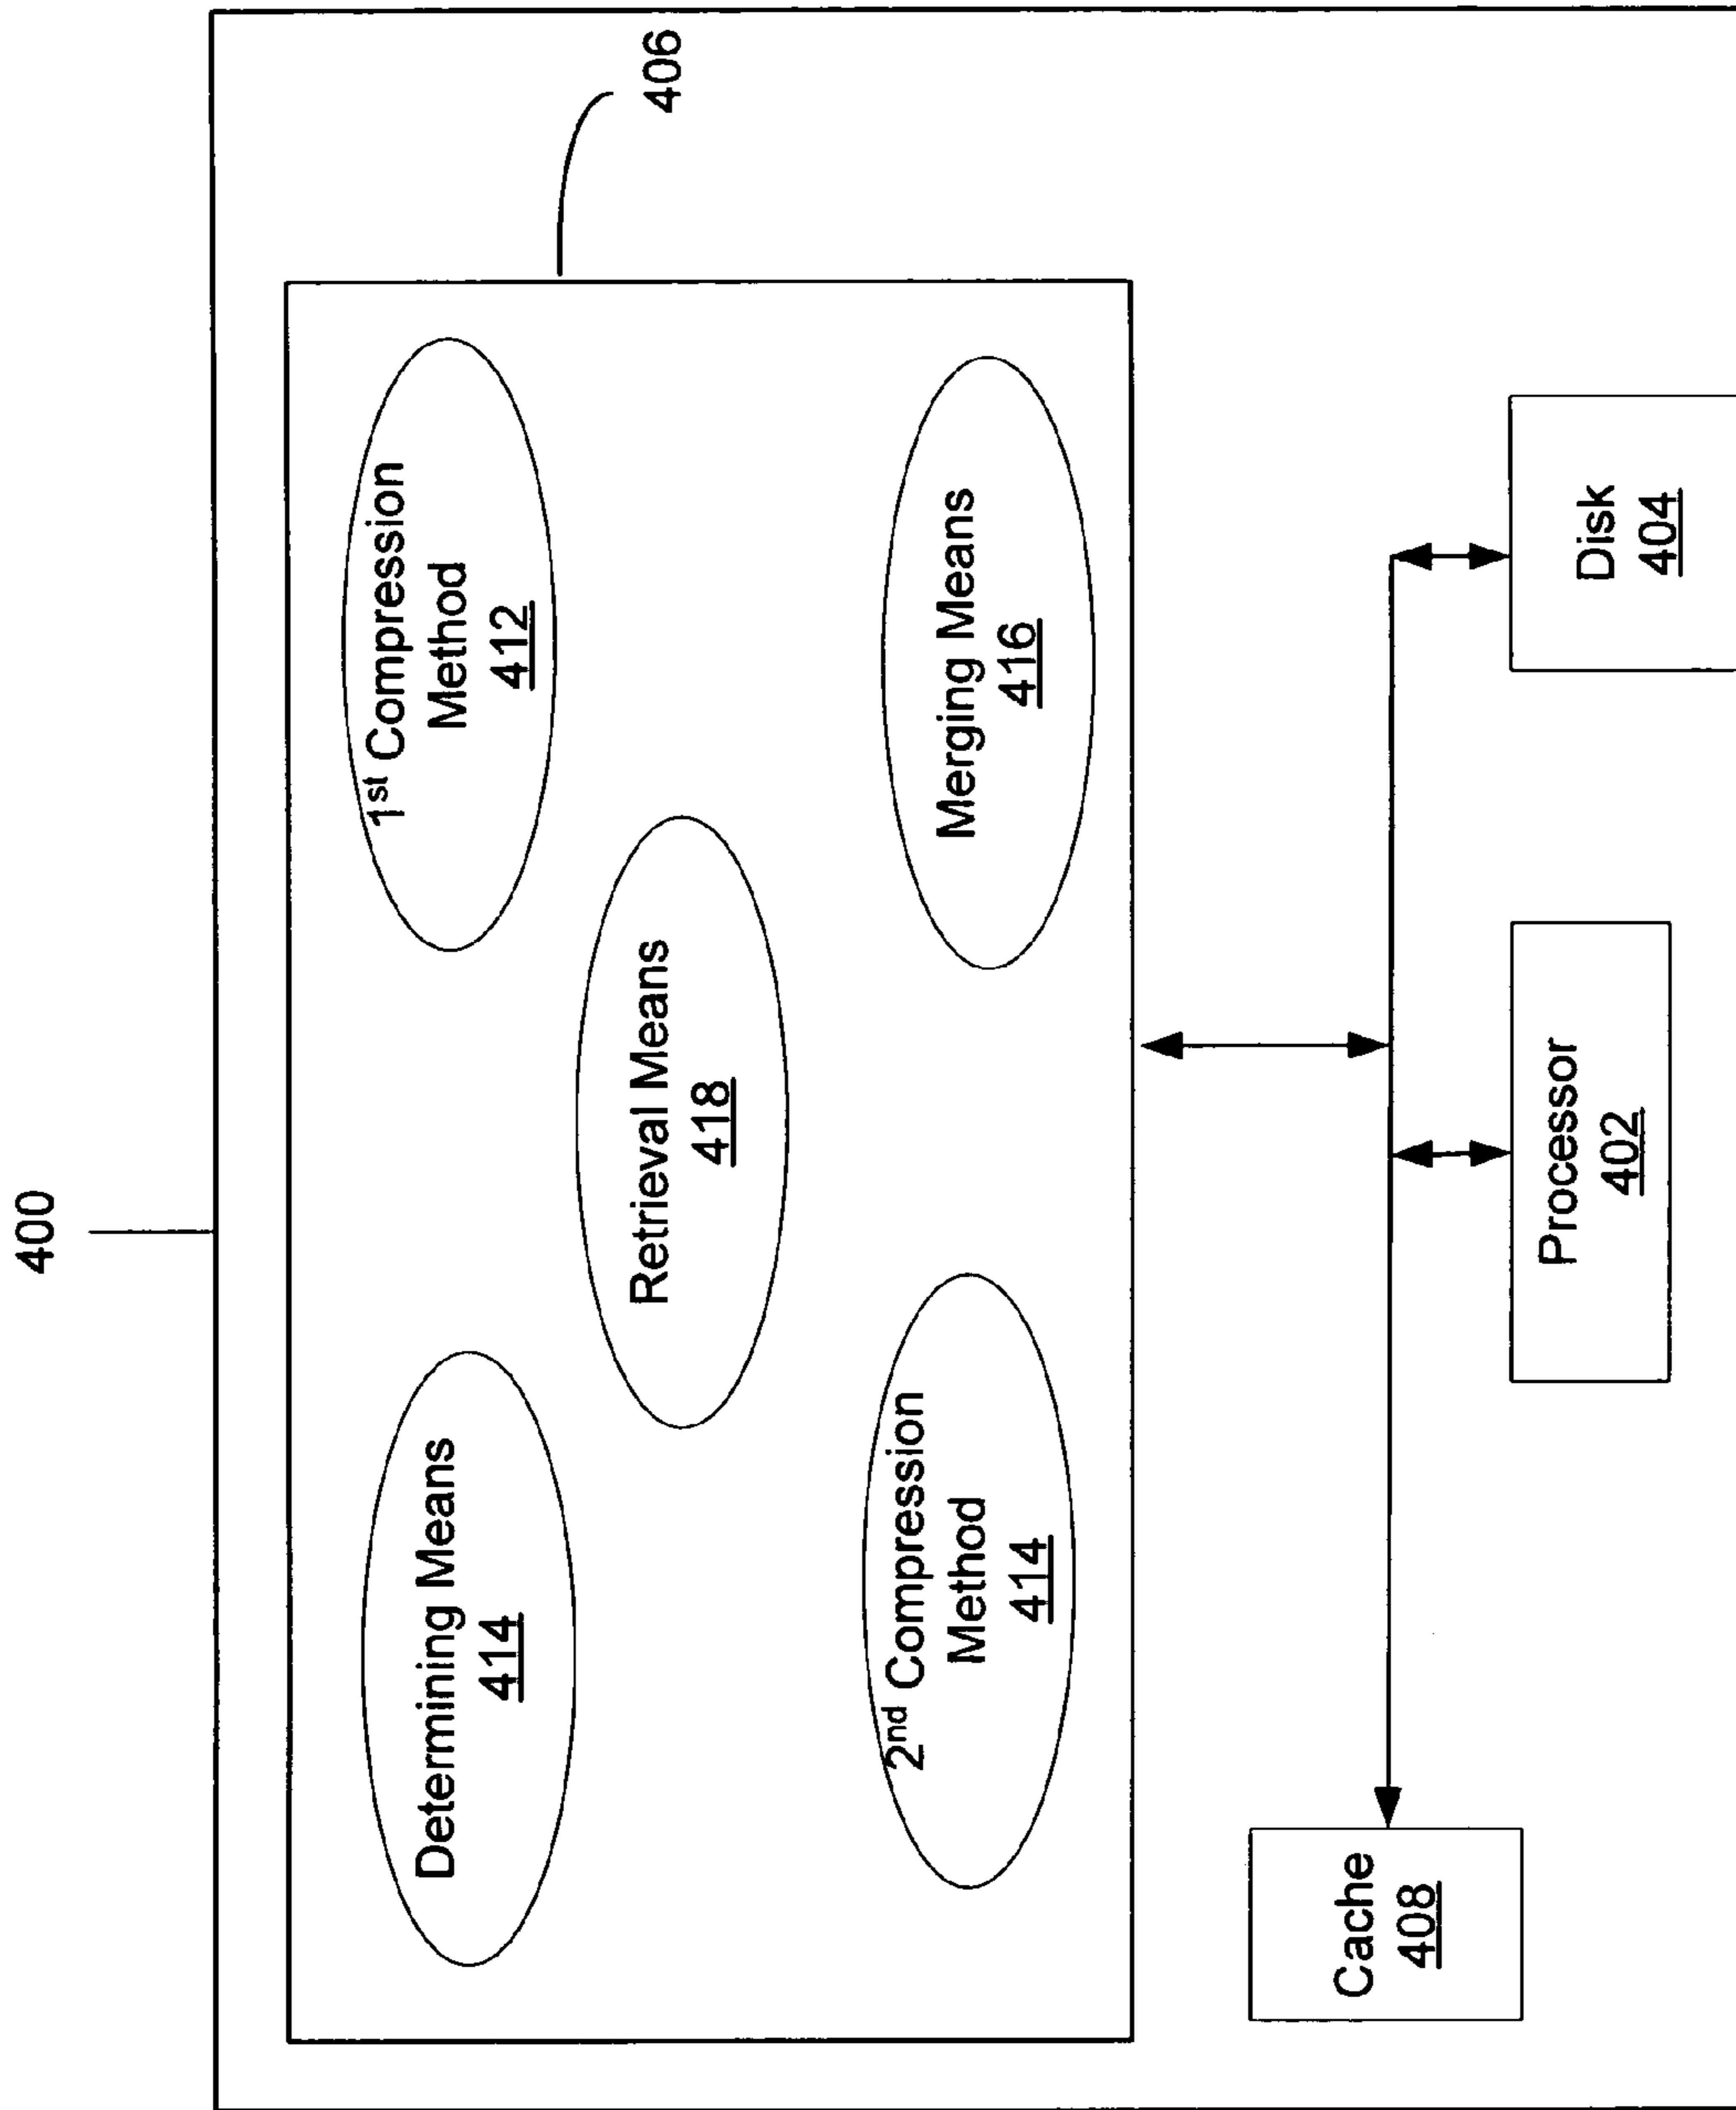 400
406
Determining Means
414
1st Compression
Method
412
Retrieval Means
418
2nd Compression
Method
414
Merging Means
416
Cache
408
Processor
402
Disk
404